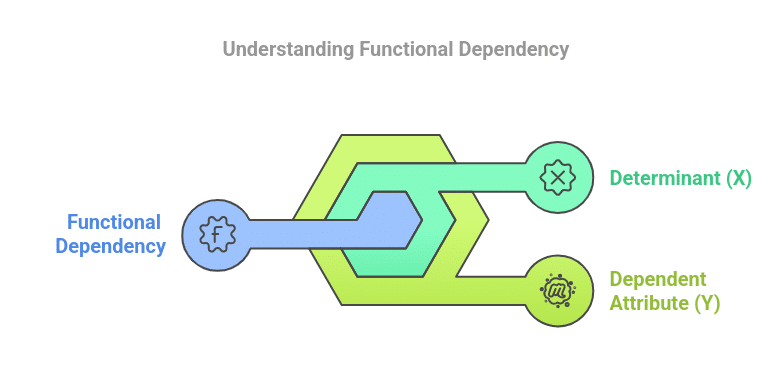 Understanding Functional Dependency
Determinant (X)
Functional
Dependency
f
Dependent
Attribute (Y)